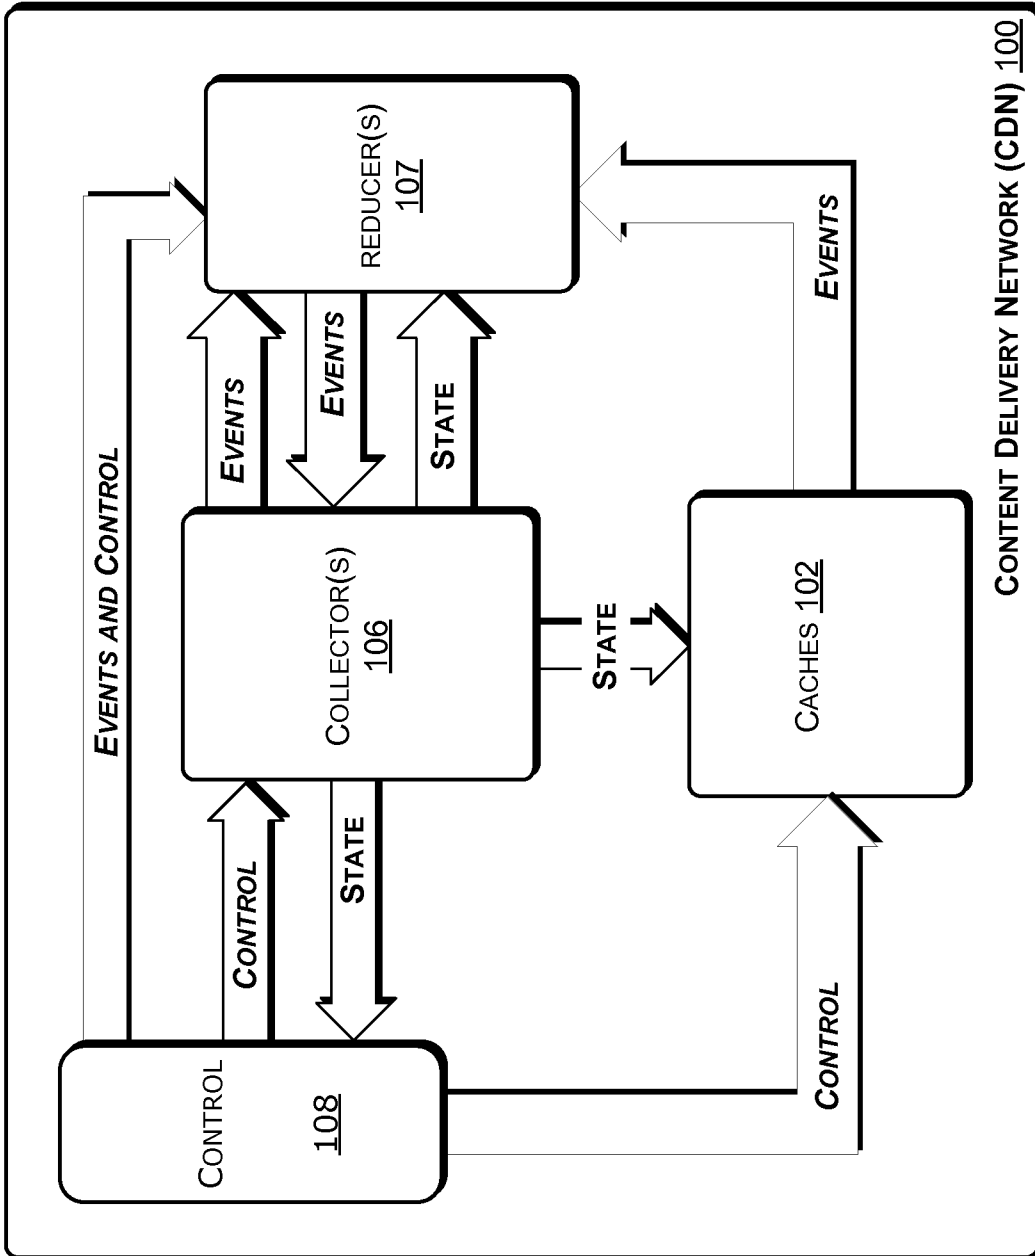 EVENTS AND CONTROL
CONTROL
108
CONTROL
STATE
COLLECTOR(S)
106
EVENTS
EVENTS
STATE
REDUCER(S)
107
STATE
CONTROL
CACHES 102
EVENTS
CONTENT DELIVERY NETWORK (CDN) 100